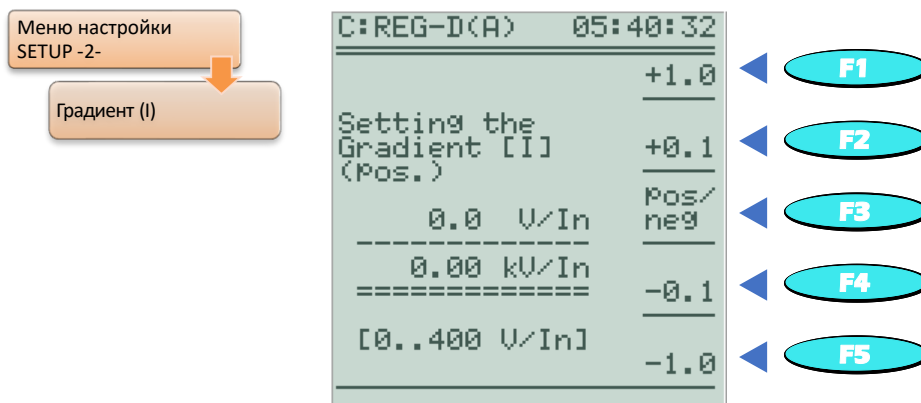 Меню настройки
SETUP -2-
Градиент (I)
C:REG-D(A) 05:40:32
+1.0
F1
Setting the
Gradient [I]
(Pos.)
+0.1
F2
Pos/
neg
F3
0.0 V/In
0.00 kV/In
-0.1
F4
[0..400 V/In]
-1.0
F5